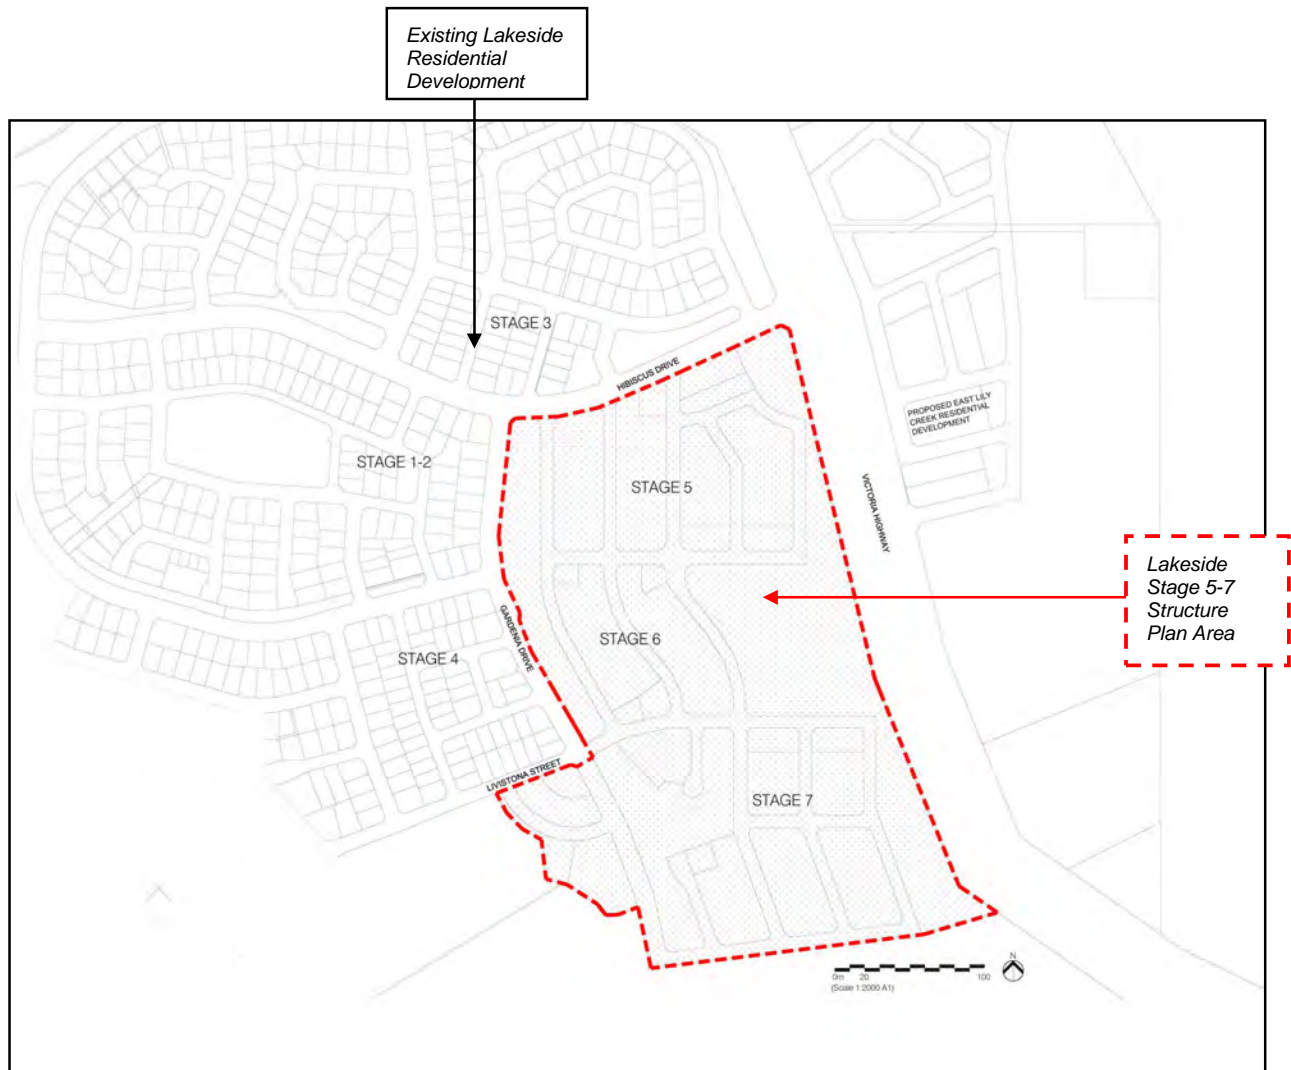 Existing Lakeside
Residential
Development
STAGE 3
HIBISCUS DRIVE
PROPOSED EAST LILY
CREEK RESIDENTIAL
DEVELOPMENT
STAGE 1-2
STAGE 5
VICTORIA HIGHWAY
Lakeside
Stage 5-7
Structure
Plan Area
GARDENIA DRIVE
STAGE 6
STAGE 4
LIVISTONA STREET
STAGE 7
N
0m 20 100
(Scale 1:2000 A1)